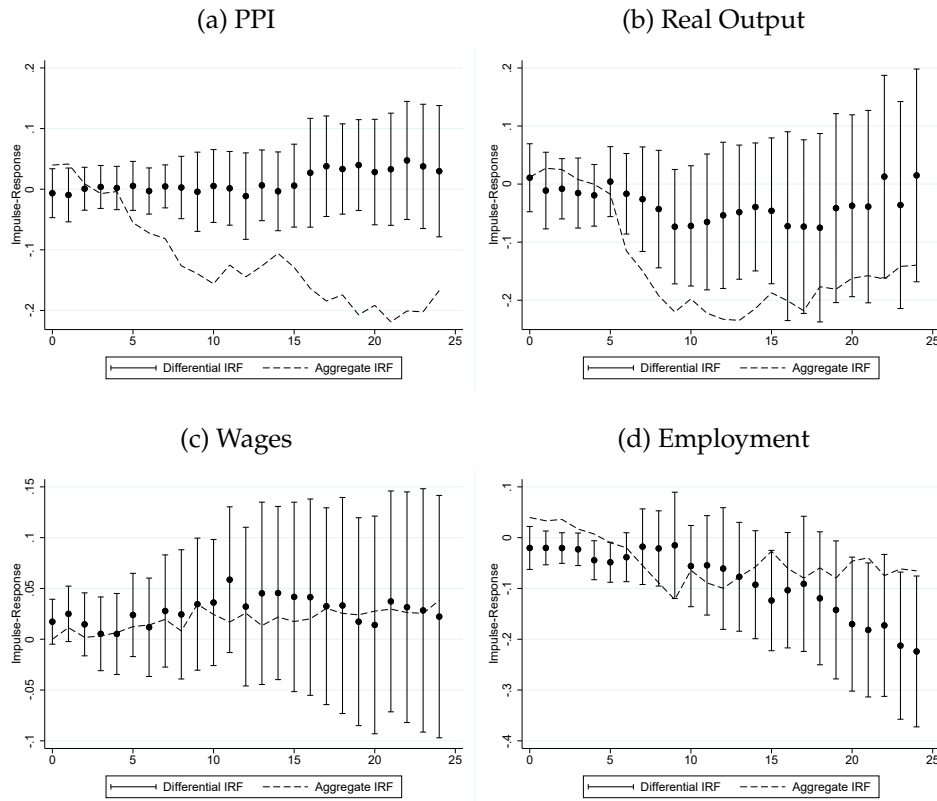 (a) PPI
(b) Real Output
Impulse-Response
.2
.1
0
-.1
-.2
0 5 10 15 20 25
Differential IRF Aggregate IRF
Impulse-Response
.2
.1
0
-.1
-.2
0 5 10 15 20 25
Differential IRF Aggregate IRF
(c) Wages
(d) Employment
Impulse-Response
.15
.1
.05
0
-.05
-.1
0 5 10 15 20 25
Differential IRF Aggregate IRF
Impulse-Response
.1
0
-.1
-.2
-.3
-.4
0 5 10 15 20 25
Differential IRF Aggregate IRF